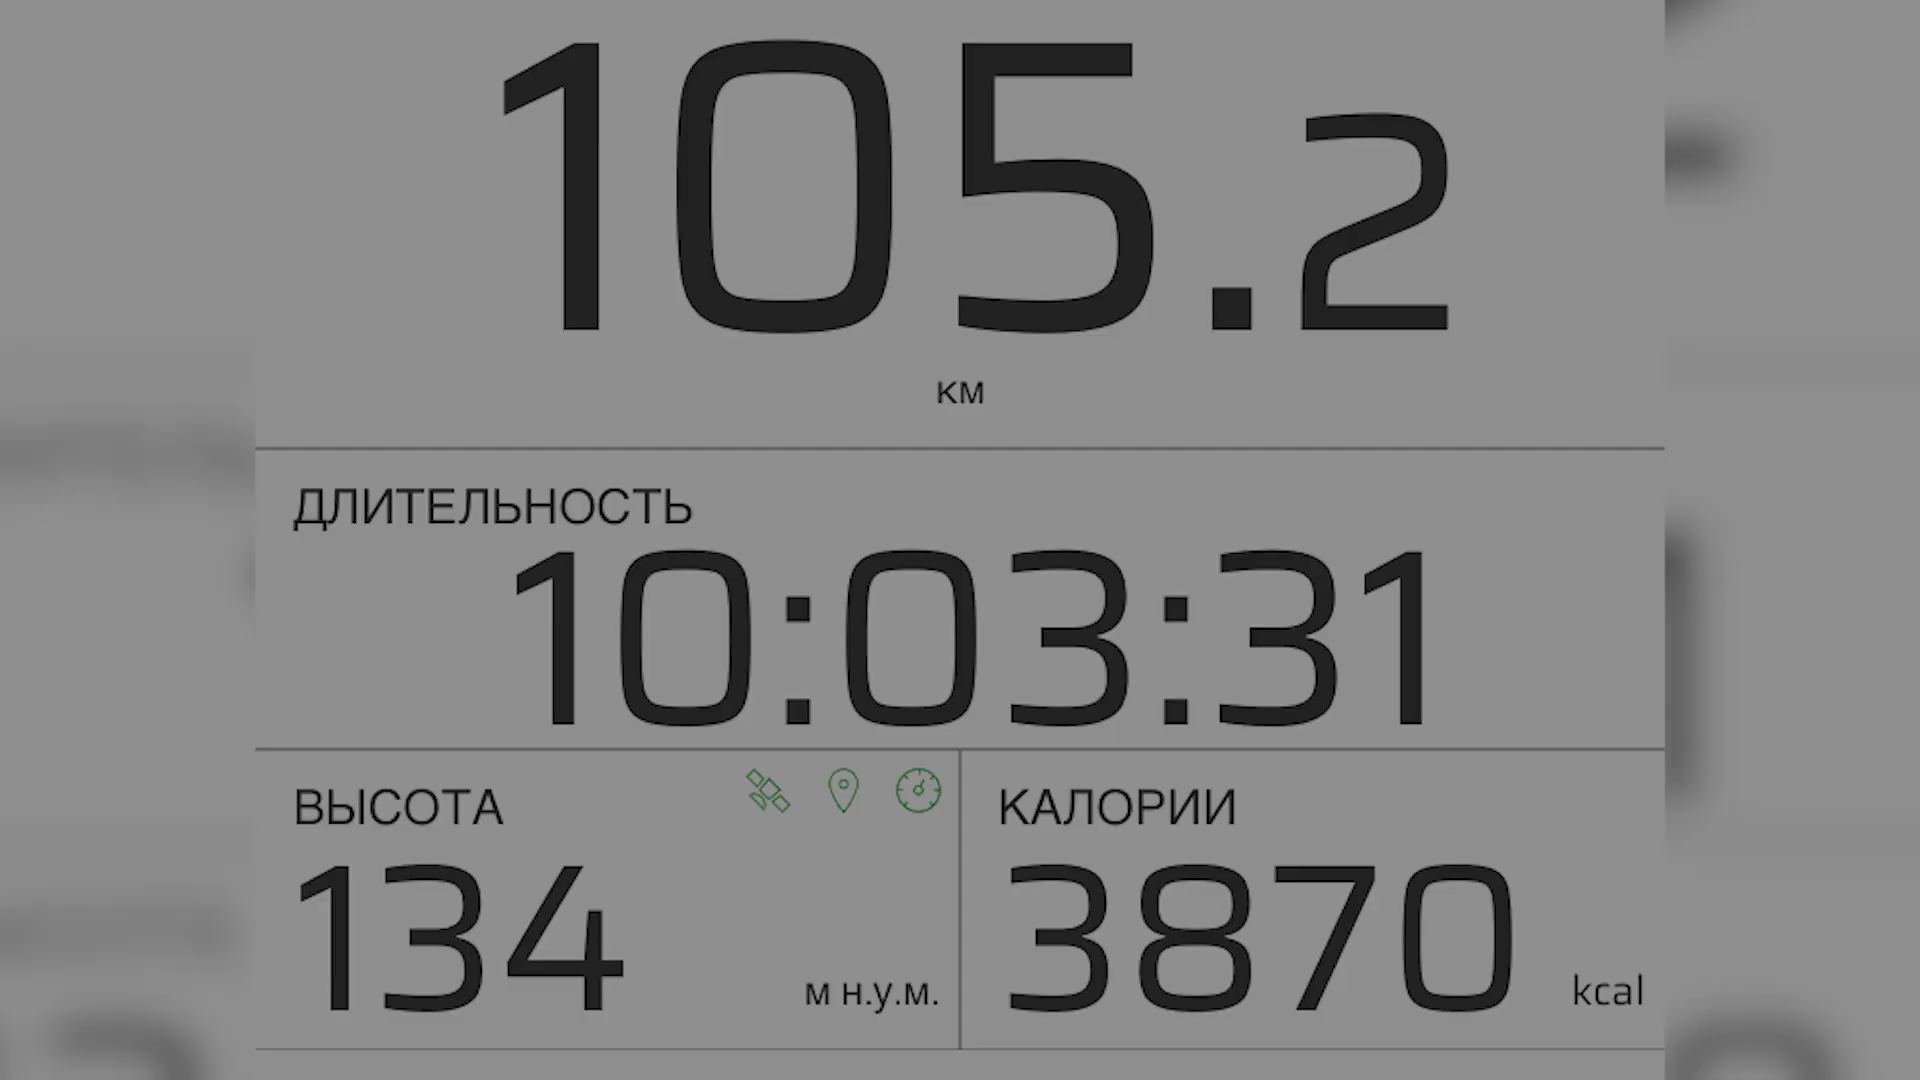 105.2
км
ДЛИТЕЛЬНОСТЬ
10:03:31
ВЫСОТА
134
м н.у.м.
КАЛОРИИ
3870
kcal